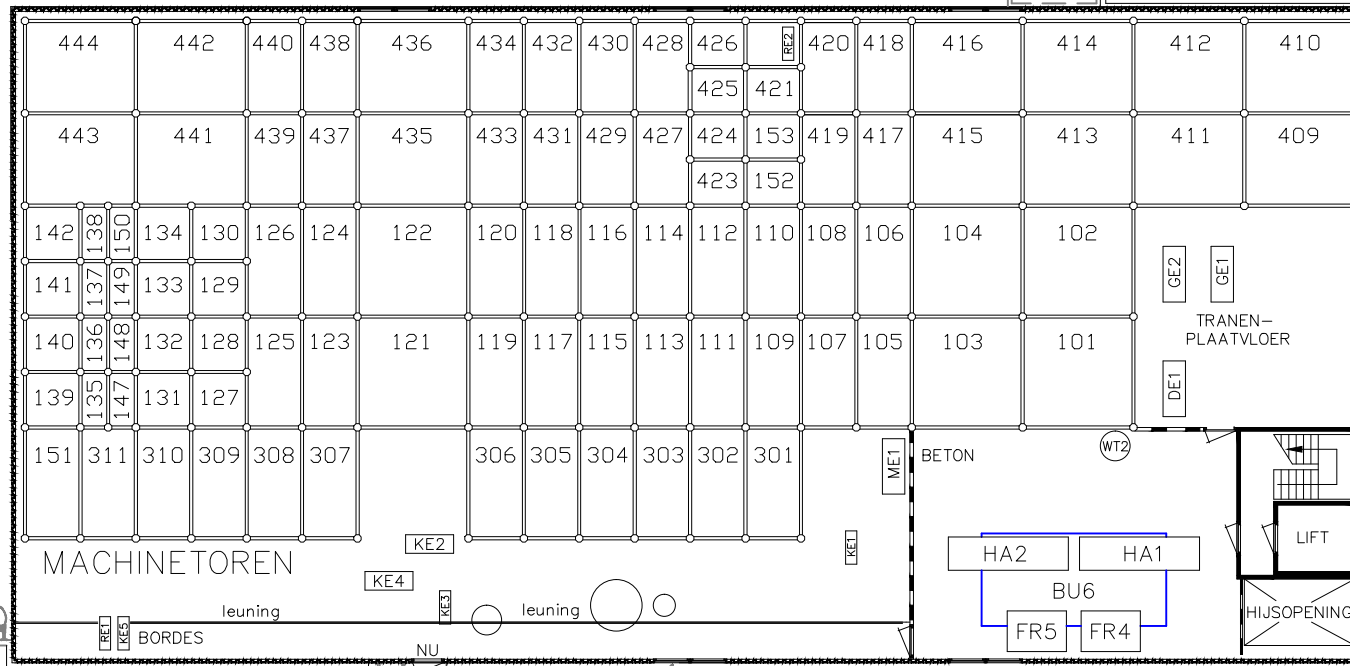 444 442 440 438 436 434 432 430 428 426 RE2 420 418 416 414 412 410
425 421
443 441 439 437 435 433 431 429 427 424 153 419 417 415 413 411 409
423 152
142 138 150 134 130 126 124 122 120 118 116 114 112 110 108 106 104 102
141 137 149 133 129 GE2 GE1
TRANEN-
PLAATVLOER
140 136 148 132 128 125 123 121 119 117 115 113 111 109 107 105 103 101
139 135 147 131 127 DE1
151 311 310 309 308 307 306 305 304 303 302 301 ME1 BETON WT2
KE2 KE1 LIFT
MACHINETOREN HA2 HA1
KE4 BU6
leuning KE3 leuning HIJSOPENING
RE1 KE5 BORDES FR5 FR4
NU